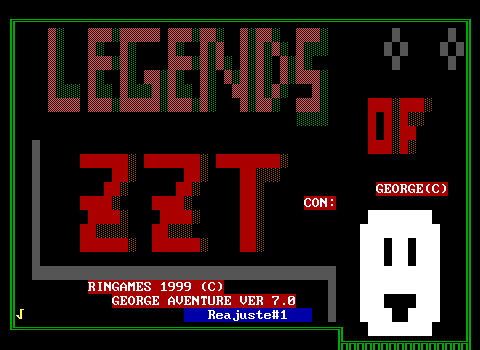 LEGENDS
OF
ZZT
GEORGE(C)
CON:
RINGAMES 1999 (C)
GEORGE AVENTURE VER 7.0
Reajuste#1
√